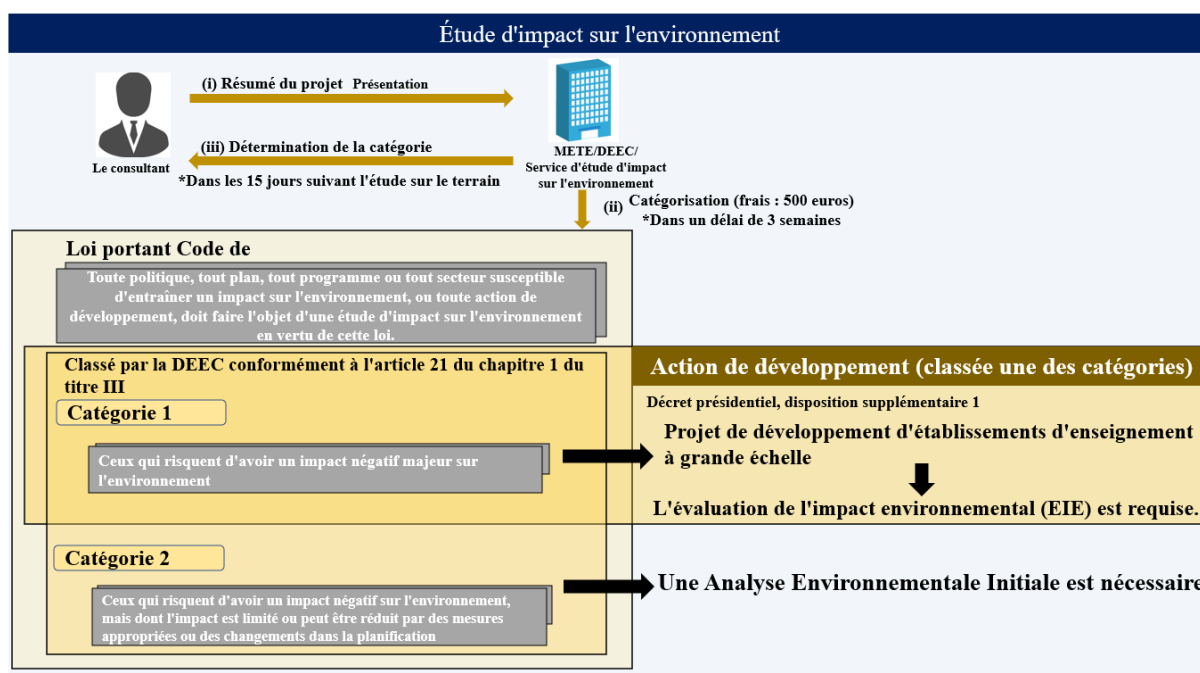 Étude d'impact sur l'environnement
(i) Résumé du projet Présentation
(iii) Détermination de la catégorie
Le consultant
*Dans les 15 jours suivant l'étude sur le terrain
METE/DEEC/
Service d'étude d'impact
sur l'environnement
(ii) Catégorisation (frais : 500 euros)
*Dans un délai de 3 semaines
Loi portant Code de
Toute politique, tout plan, tout programme ou tout secteur susceptible
d'entraîner un impact sur l'environnement, ou toute action de
développement, doit faire l'objet d'une étude d'impact sur l'environnement
en vertu de cette loi.
Classé par la DEEC conformément à l'article 21 du chapitre 1 du
titre III
Catégorie 1
Ceux qui risquent d'avoir un impact négatif majeur sur
l'environnement
Action de développement (classée une des catégories)
Décret présidentiel, disposition supplémentaire 1
Projet de développement d'établissements d'enseignement
à grande échelle
L'évaluation de l'impact environnemental (EIE) est requise.
Catégorie 2
Ceux qui risquent d'avoir un impact négatif sur l'environnement,
mais dont l'impact est limité ou peut être réduit par des mesures
appropriées ou des changements dans la planification
Une Analyse Environnementale Initiale est nécessaire